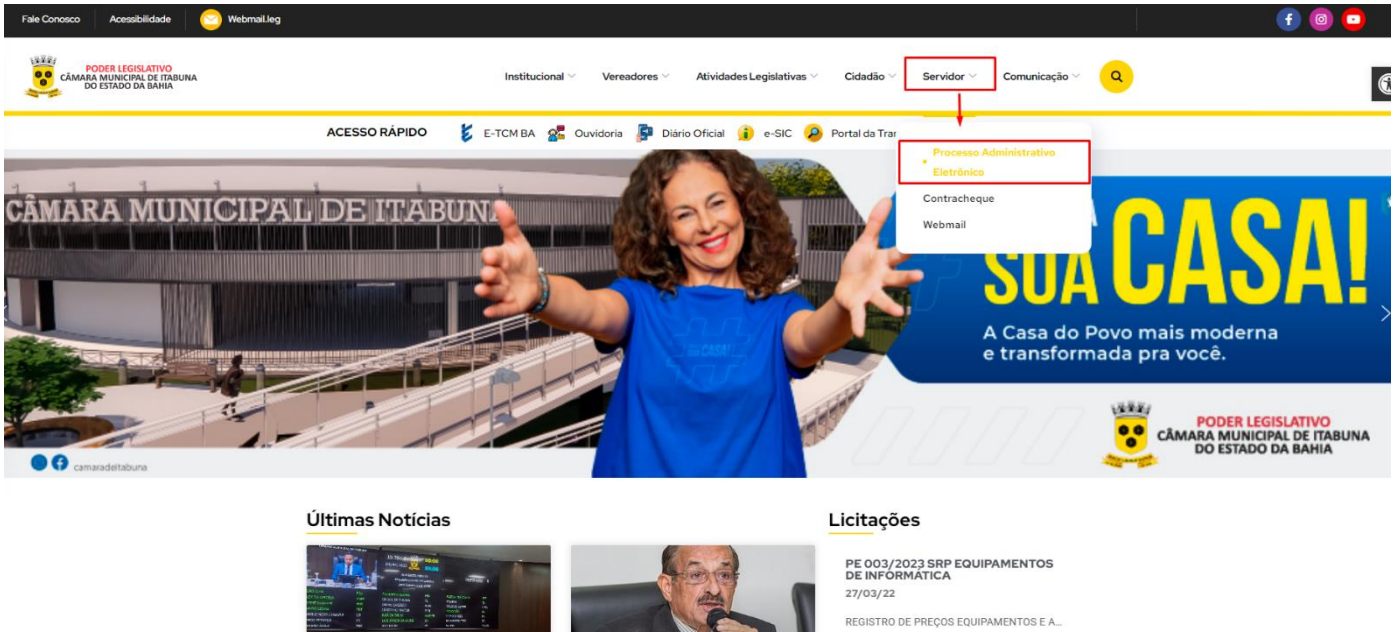 Fale Conosco
Acessibilidade
Webmail.leg
PODER LEGISLATIVO
CÂMARA MUNICIPAL DE ITABUNA
DO ESTADO DA BAHIA
Institucional
Vereadores
Atividades Legislativas
Cidadão
Servidor
Comunicação
ACESSO RÁPIDO
E-TCM BA
Ouvidoria
Diário Oficial
e-SIC
Portal da Tran
Processo Administrativo
Eletrônico
Contracheque
Webmail
CÂMARA MUNICIPAL DE ITABUNA
SUA CASA!
A Casa do Povo mais moderna
e transformada pra você.
PODER LEGISLATIVO
CÂMARA MUNICIPAL DE ITABUNA
DO ESTADO DA BAHIA
camaradeitabuna
Últimas Notícias
Licitações
PE 003/2023 SRP EQUIPAMENTOS
DE INFORMÁTICA
27/03/22
REGISTRO DE PREÇOS EQUIPAMENTOS E A...